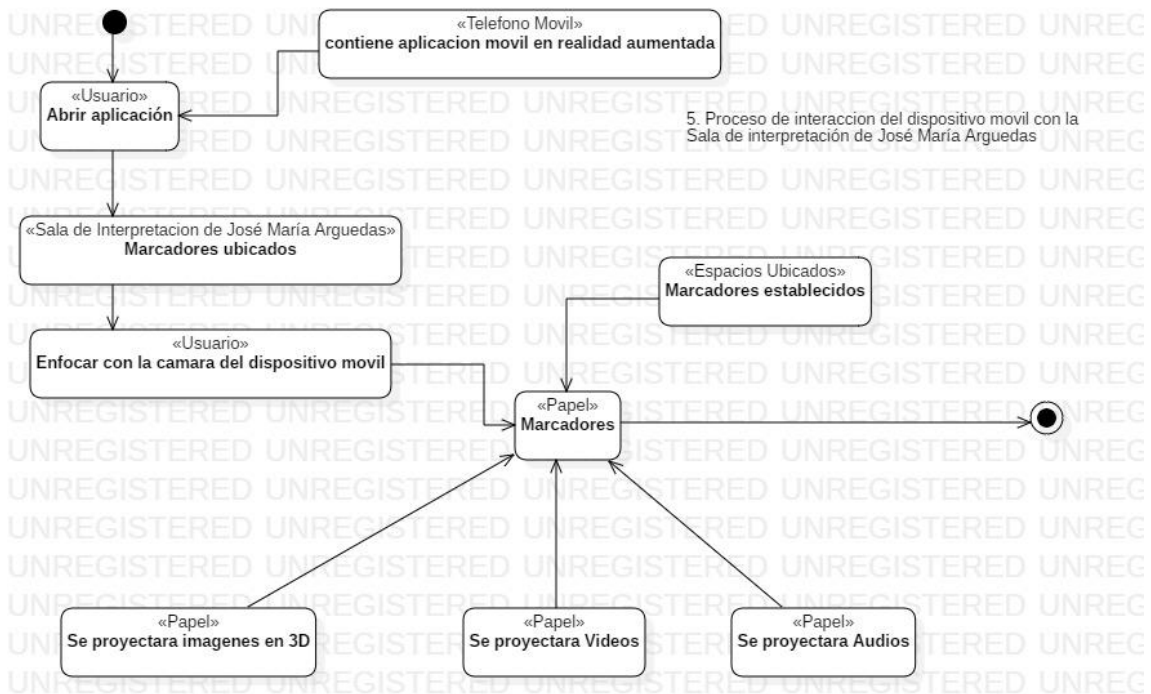 «Telefono Movil»
contiene aplicacion movil en realidad aumentada
«Usuario»
Abrir aplicación
5. Proceso de interaccion del dispositivo movil con la
Sala de interpretación de José María Arguedas
«Sala de Interpretacion de José María Arguedas»
Marcadores ubicados
«Espacios Ubicados»
Marcadores establecidos
«Usuario»
Enfocar con la camara del dispositivo movil
«Papel»
Marcadores
«Papel»
Se proyectara imagenes en 3D
«Papel»
Se proyectara Videos
«Papel»
Se proyectara Audios
UNREGISTERED